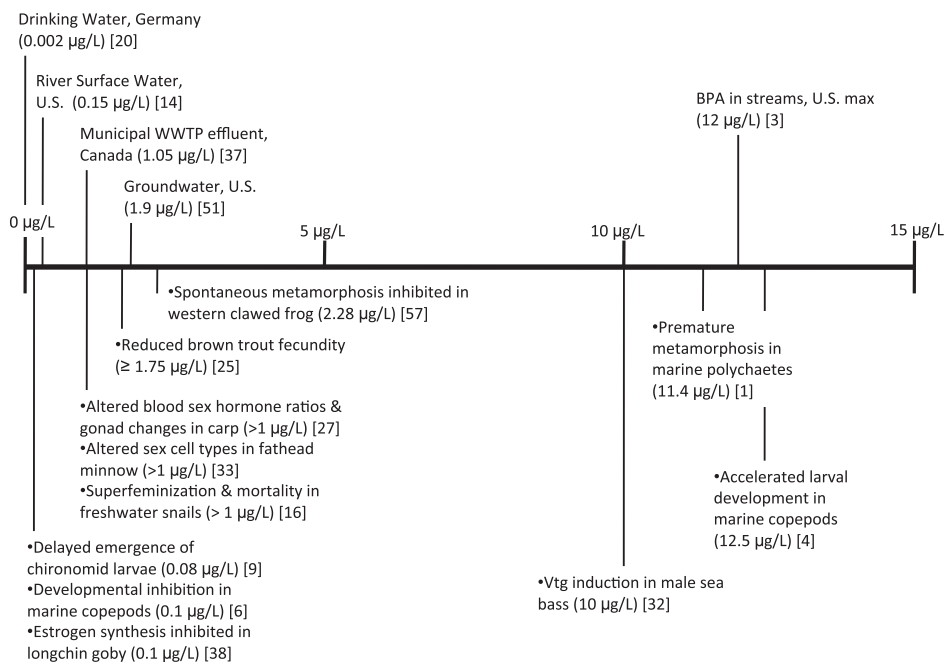 Drinking Water, Germany
(0.002 µg/L) [20]
River Surface Water,
U.S. (0.15 µg/L) [14]
Municipal WWTP effluent,
Canada (1.05 µg/L) [37]
Groundwater, U.S.
(1.9 µg/L) [51]
BPA in streams, U.S. max
(12 µg/L) [3]
0 µg/L
5 µg/L
10 µg/L
15 µg/L
•Spontaneous metamorphosis inhibited in
western clawed frog (2.28 µg/L) [57]
•Reduced brown trout fecundity
(≥ 1.75 µg/L) [25]
•Altered blood sex hormone ratios &
gonad changes in carp (>1 µg/L) [27]
•Altered sex cell types in fathead
minnow (>1 µg/L) [33]
•Superfeminization & mortality in
freshwater snails (> 1 µg/L) [16]
•Delayed emergence of
chironomid larvae (0.08 µg/L) [9]
•Developmental inhibition in
marine copepods (0.1 µg/L) [6]
•Estrogen synthesis inhibited in
longchin goby (0.1 µg/L) [38]
•Vtg induction in male sea
bass (10 µg/L) [32]
•Premature
metamorphosis in
marine polychaetes
(11.4 µg/L) [1]
•Accelerated larval
development in
marine copepods
(12.5 µg/L) [4]